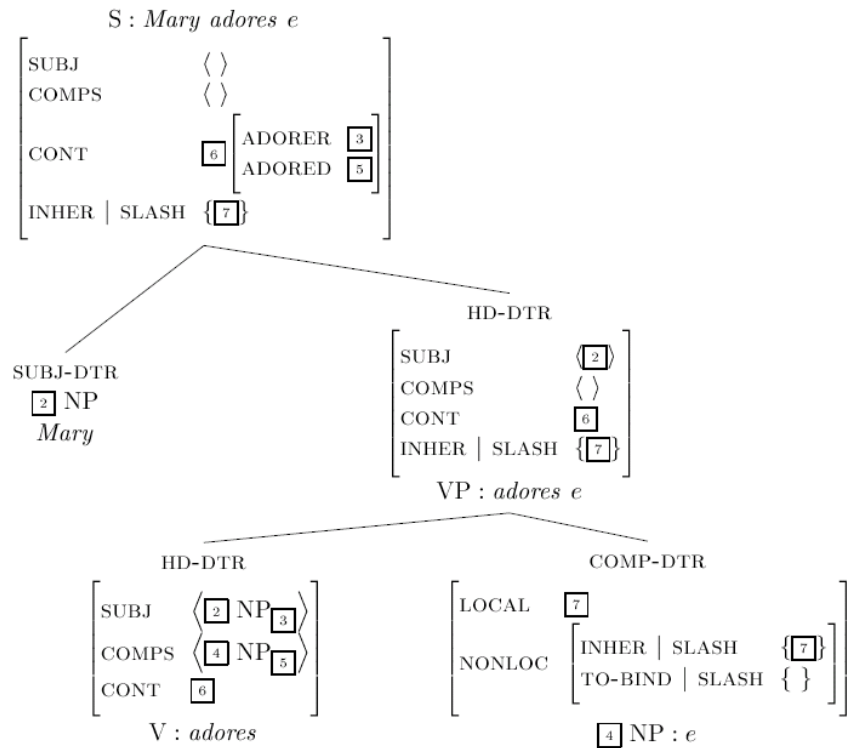 S : Mary adores e
SUBJ ⟨ ⟩
COMPS ⟨ ⟩
CONT 6 [ADORER 3
ADORED 5]
INHER | SLASH {7}
SUBJ-DTR
2 NP
Mary
HD-DTR
SUBJ ⟨2⟩
COMPS ⟨ ⟩
CONT 6
INHER | SLASH {7}
VP : adores e
HD-DTR
SUBJ ⟨2 NP3⟩
COMPS ⟨4 NP5⟩
CONT 6
V : adores
COMP-DTR
LOCAL 7
NONLOC [INHER | SLASH {7}
TO-BIND | SLASH { }]
4 NP : e